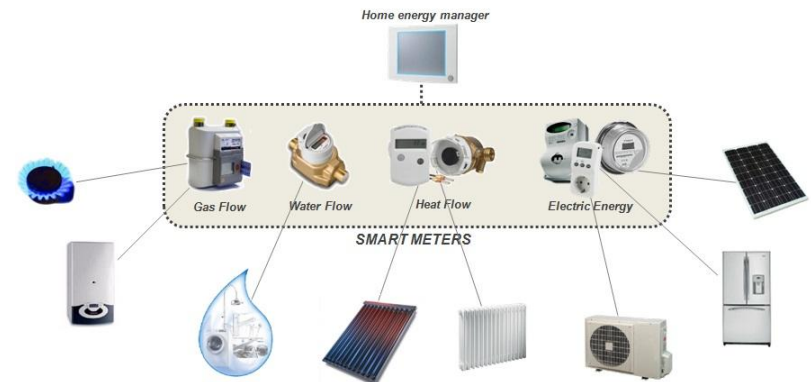 Home energy manager
Gas Flow
Water Flow
Heat Flow
Electric Energy
SMART METERS